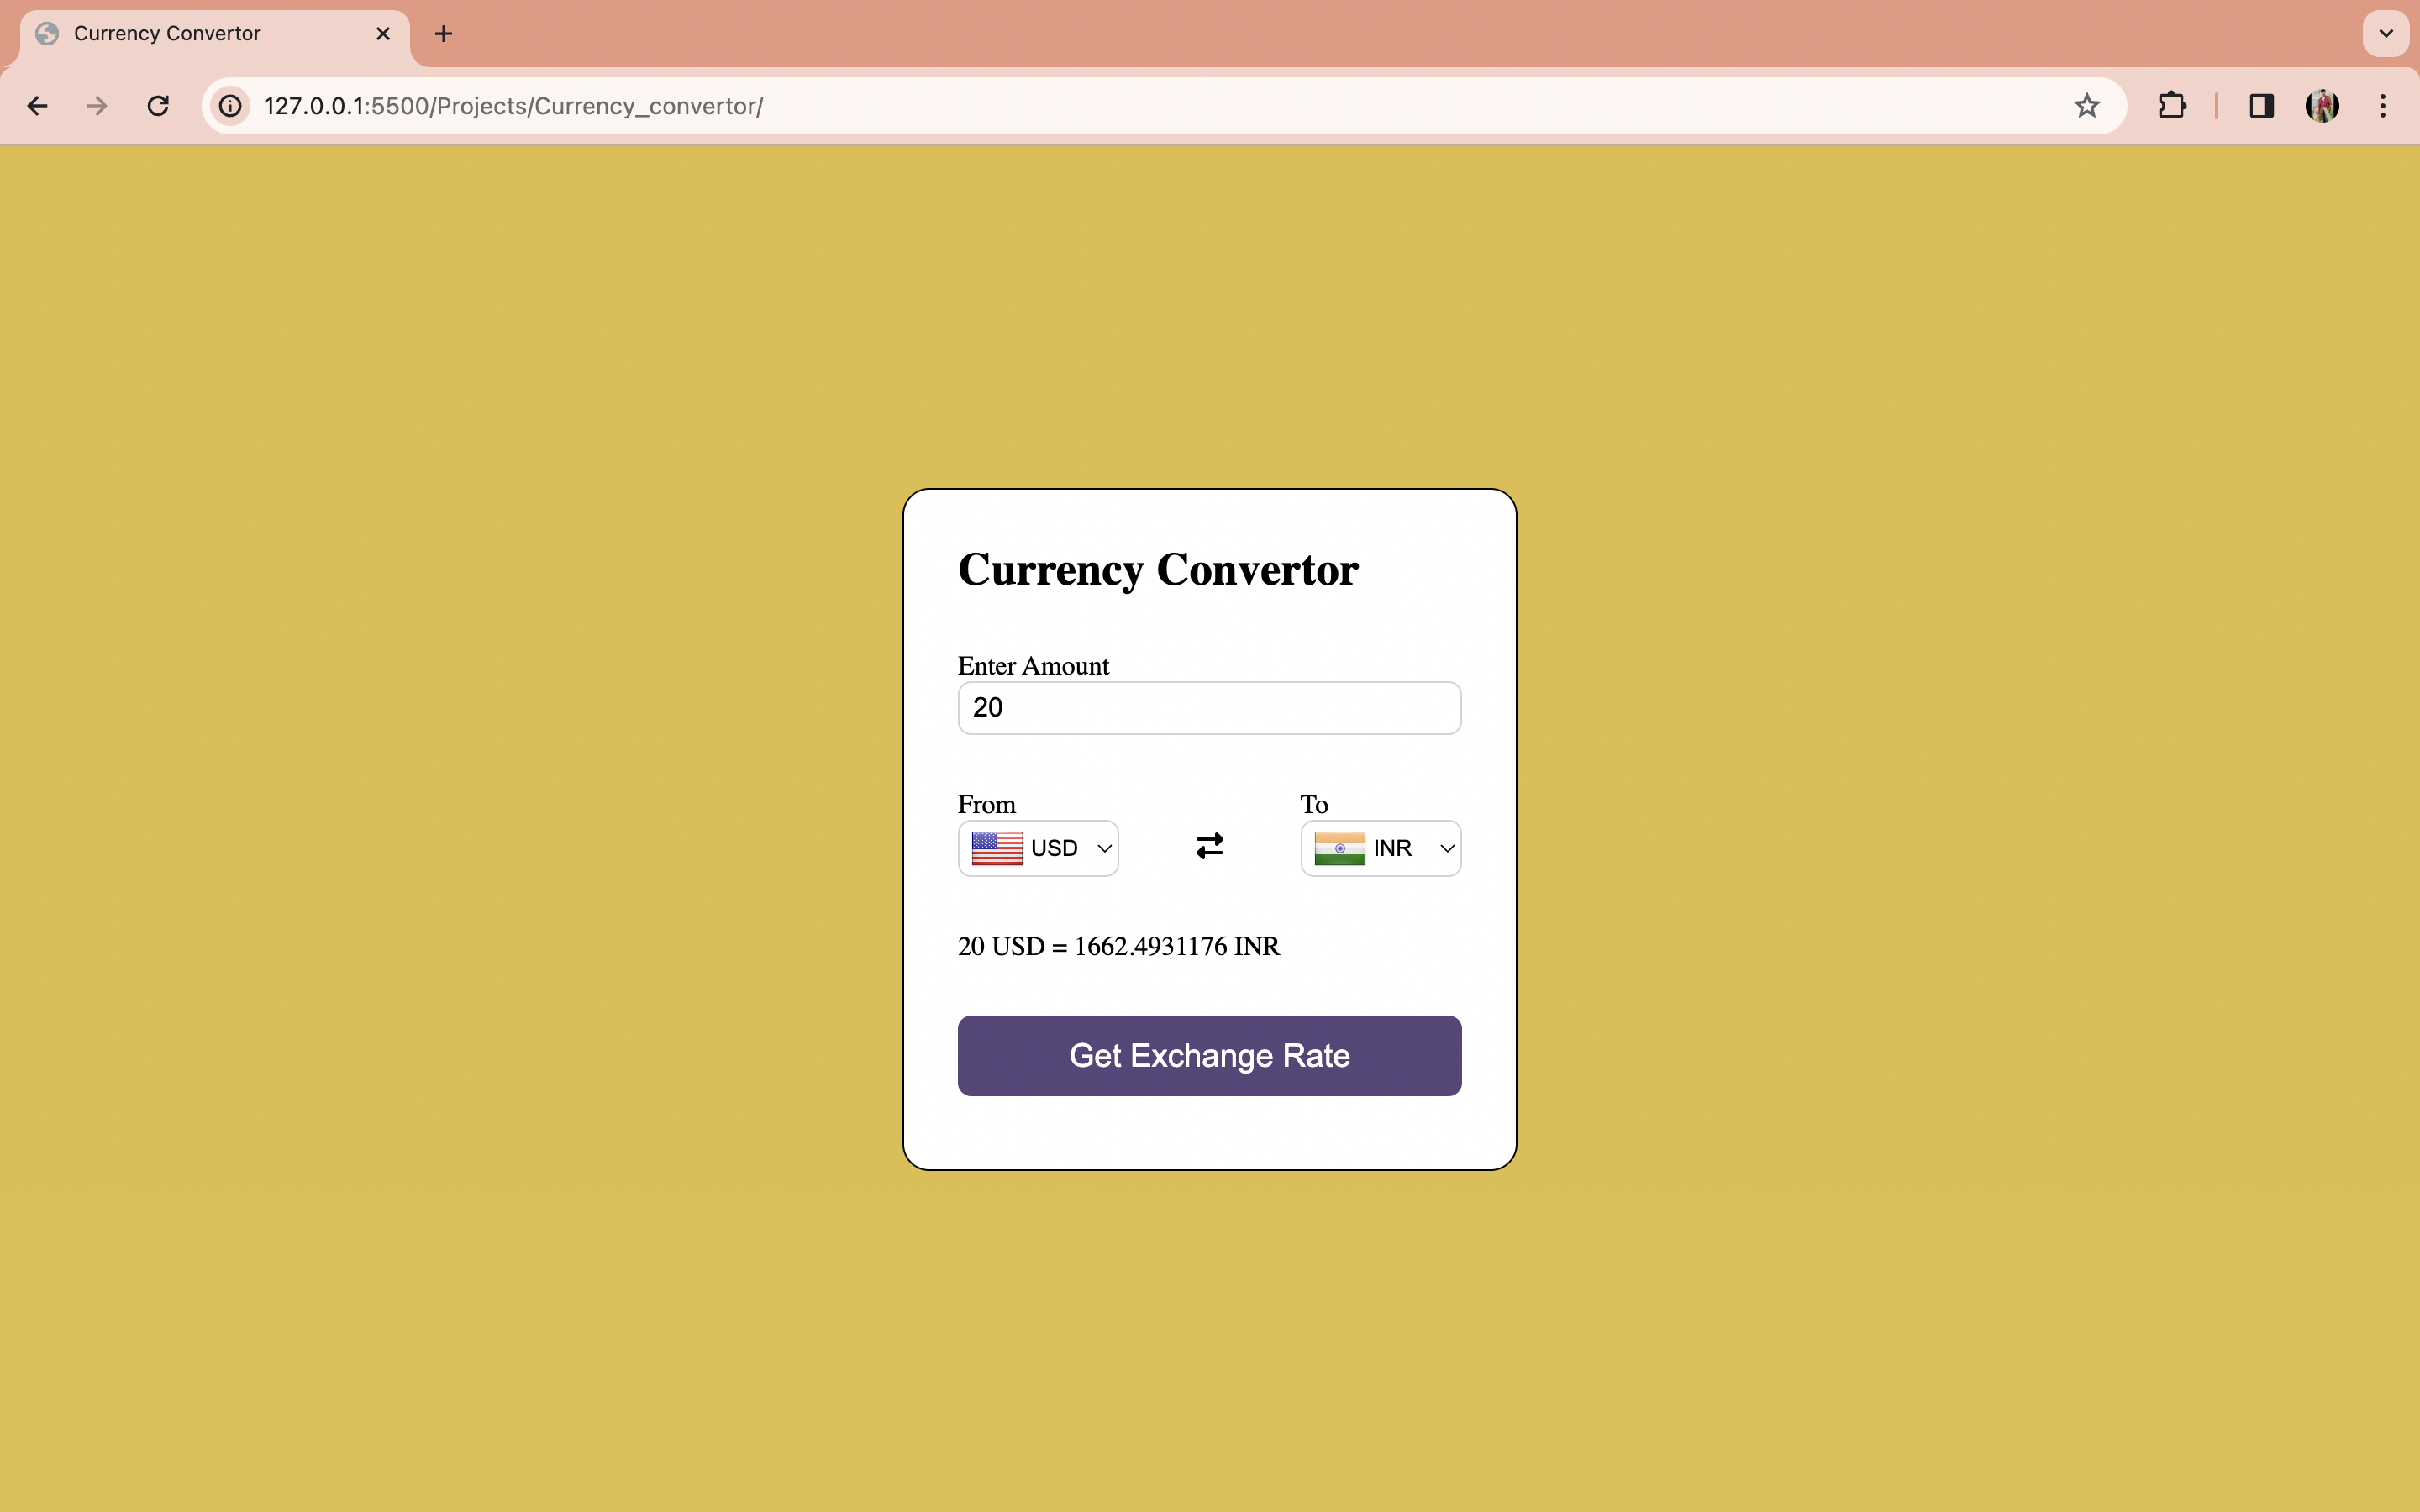 Currency Convertor
127.0.0.1:5500/Projects/Currency_convertor/
Currency Convertor
Enter Amount
20
From To
USD INR
20 USD = 1662.4931176 INR
Get Exchange Rate